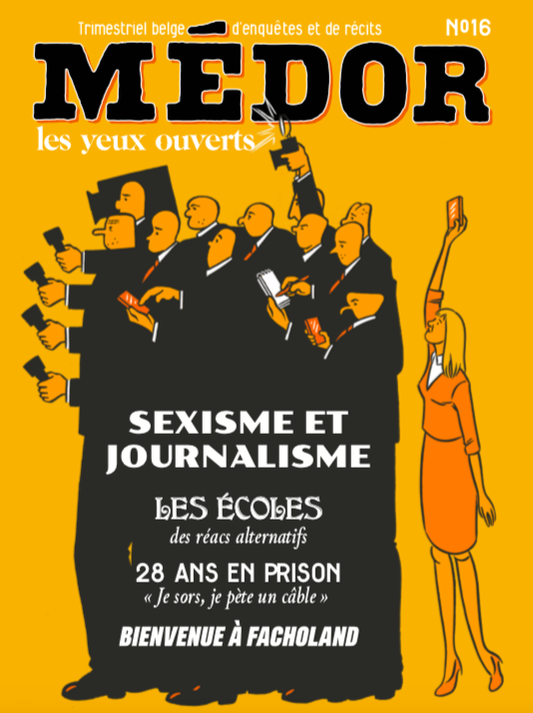 Trimestriel belge d'enquêtes et de récits Nº16
MÉDOR
les yeux ouverts
SEXISME ET
JOURNALISME
LES ÉCOLES
des réacs alternatifs
28 ANS EN PRISON
« Je sors, je pète un câble »
BIENVENUE À FACHOLAND